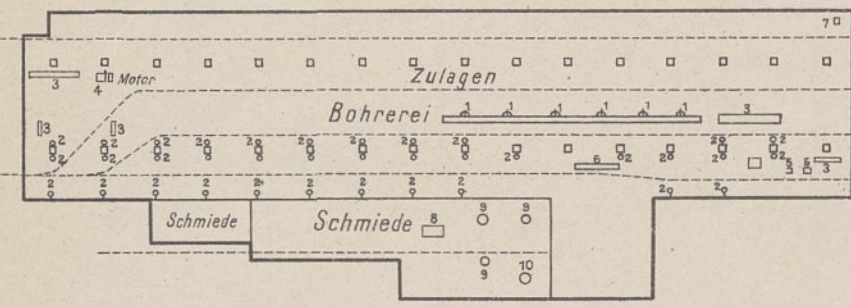 7
Zulagen
3 4 Motor
1 1 1 1 1 1
Bohrerei 3
3 3
2 2 2 2 2 2 2 2 2 2 2
2 2 2 2 2 2 2 2 2 2 6 2 2 2 2 5 5 3
2 2 2 2 2 2 2 2 2 2 2
Schmiede Schmiede 8 9 9
9 10